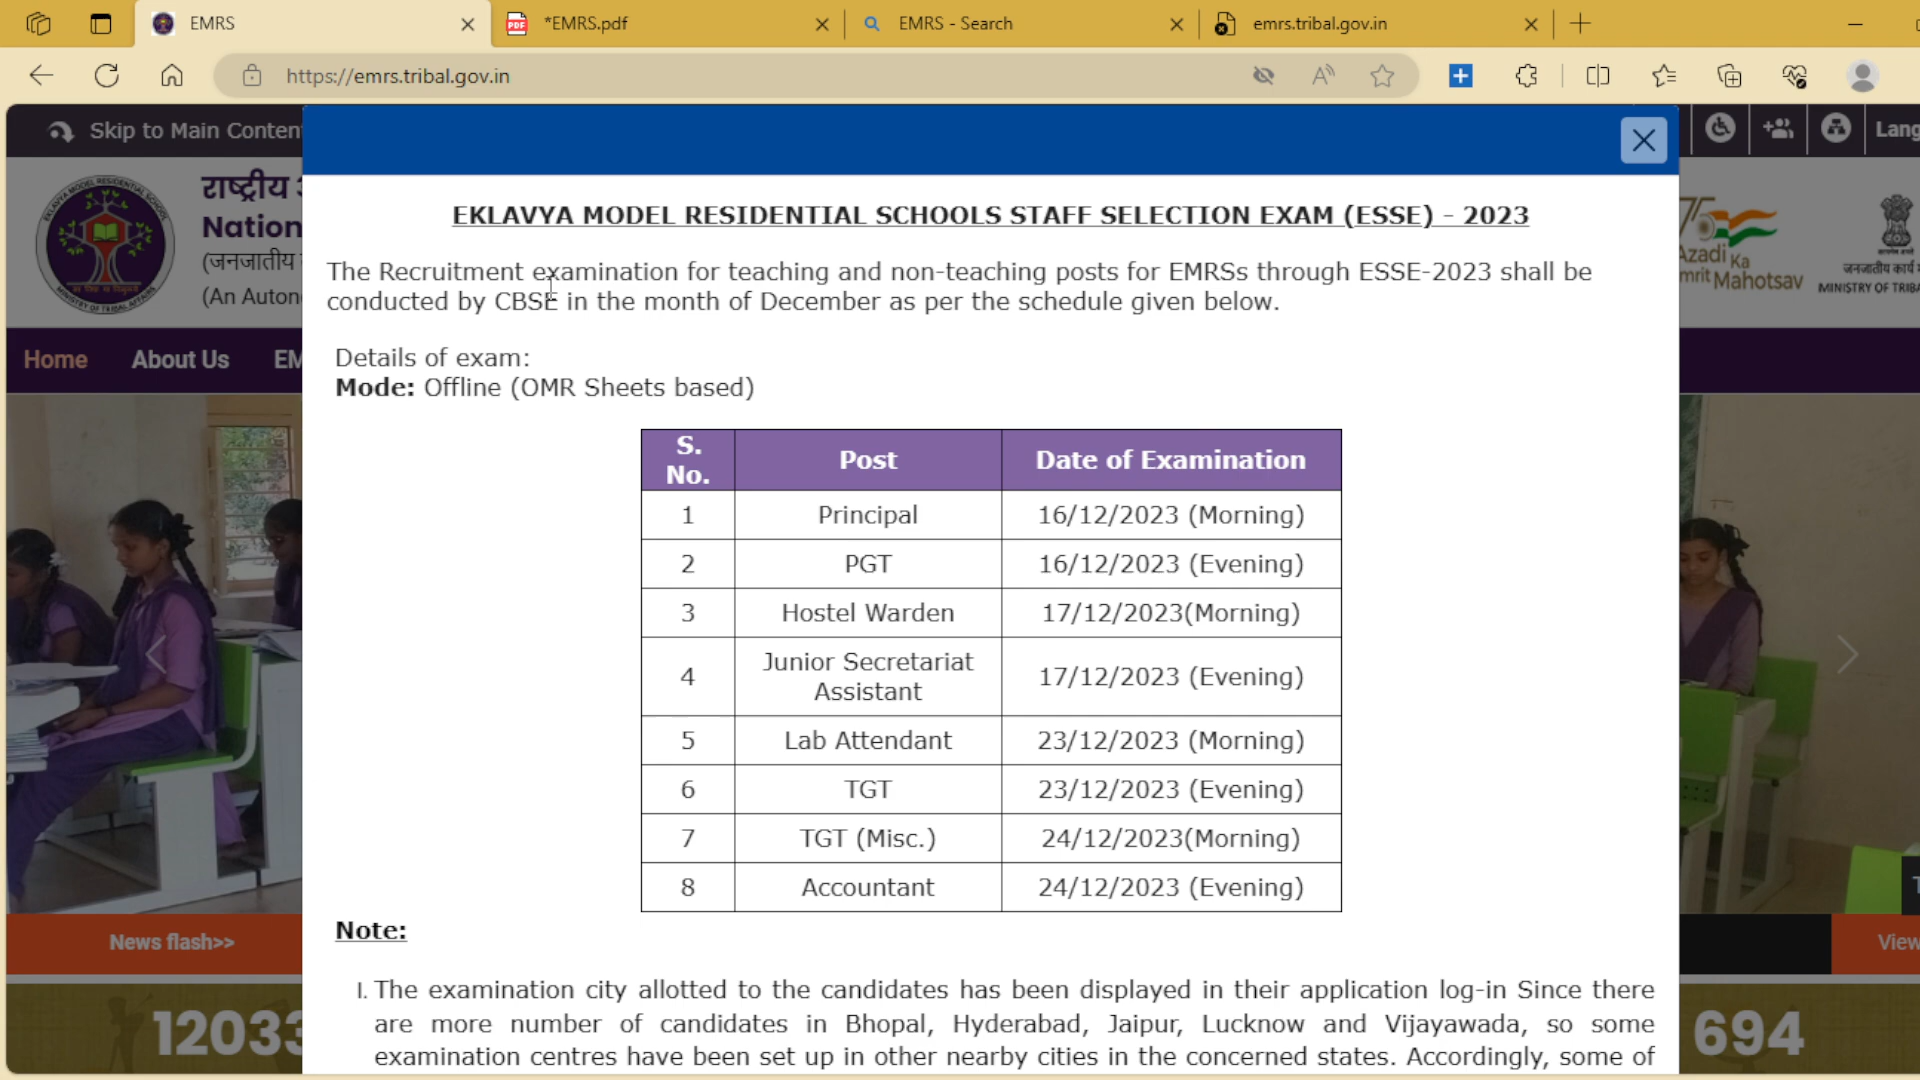 EMRS
*EMRS.pdf
EMRS - Search
emrs.tribal.gov.in
https://emrs.tribal.gov.in
Skip to Main Conten
Lang
राष्ट्रीय
Nation
(जनजातीय
(An Auton
Azadi Ka
Amrit Mahotsav
जनजातीय कार्य
MINISTRY OF TRIBA
Home About Us EM
EKLAVYA MODEL RESIDENTIAL SCHOOLS STAFF SELECTION EXAM (ESSE) - 2023
The Recruitment examination for teaching and non-teaching posts for EMRSs through ESSE-2023 shall be
conducted by CBSE in the month of December as per the schedule given below.
Details of exam:
Mode: Offline (OMR Sheets based)
S. No. Post Date of Examination
1 Principal 16/12/2023 (Morning)
2 PGT 16/12/2023 (Evening)
3 Hostel Warden 17/12/2023(Morning)
4 Junior Secretariat Assistant 17/12/2023 (Evening)
5 Lab Attendant 23/12/2023 (Morning)
6 TGT 23/12/2023 (Evening)
7 TGT (Misc.) 24/12/2023(Morning)
8 Accountant 24/12/2023 (Evening)
Note:
News flash>>
View
I. The examination city allotted to the candidates has been displayed in their application log-in Since there
are more number of candidates in Bhopal, Hyderabad, Jaipur, Lucknow and Vijayawada, so some
examination centres have been set up in other nearby cities in the concerned states. Accordingly, some of
12033
694